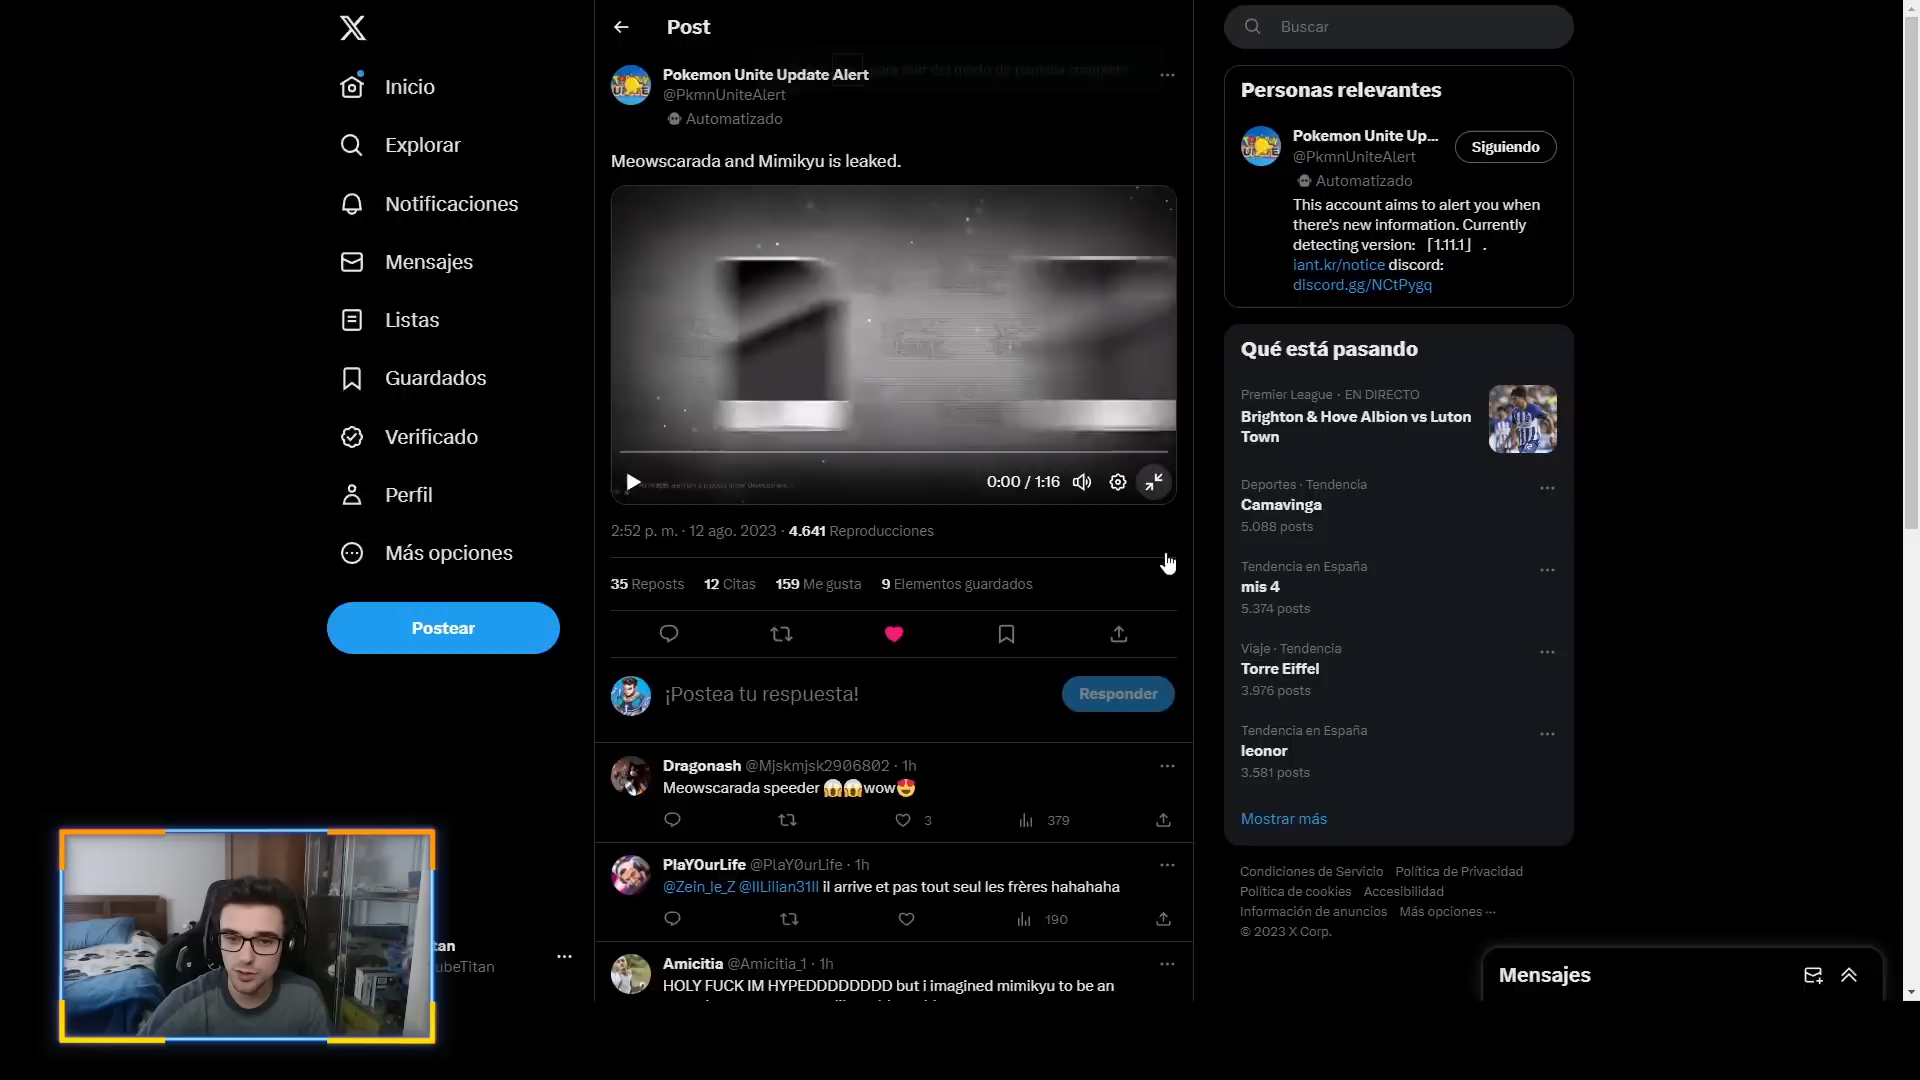 Inicio
Explorar
Notificaciones
Mensajes
Listas
Guardados
Verificado
Perfil
Más opciones
Postear
tan
ubeTitan
Post
Pokemon Unite Update Alert
@PkmnUniteAlert
Automatizado
Meowscarada and Mimikyu is leaked.
0:00 / 1:16
2:52 p. m. · 12 ago. 2023 · 4.641 Reproducciones
35 Reposts 12 Citas 159 Me gusta 9 Elementos guardados
¡Postea tu respuesta!
Responder
Dragonash @Mjskmjsk2906802 · 1h
Meowscarada speeder 😱😱wow😍
3 379
PlaY0urLife @PlaY0urLife · 1h
@Zein_le_Z @IILilian31II il arrive et pas tout seul les frères hahahaha
190
Amicitia @Amicitia_1 · 1h
HOLY FUCK IM HYPEDDDDDDDD but i imagined mimikyu to be an
Buscar
Personas relevantes
Pokemon Unite Up...
@PkmnUniteAlert
Siguiendo
Automatizado
This account aims to alert you when
there's new information. Currently
detecting version: 「1.11.1」 .
iant.kr/notice discord:
discord.gg/NCtPygq
Qué está pasando
Premier League · EN DIRECTO
Brighton & Hove Albion vs Luton
Town
Deportes · Tendencia
Camavinga
5.088 posts
Tendencia en España
mis 4
5.374 posts
Viaje · Tendencia
Torre Eiffel
3.976 posts
Tendencia en España
leonor
3.581 posts
Mostrar más
Condiciones de Servicio Política de Privacidad
Política de cookies Accesibilidad
Información de anuncios Más opciones ···
© 2023 X Corp.
Mensajes